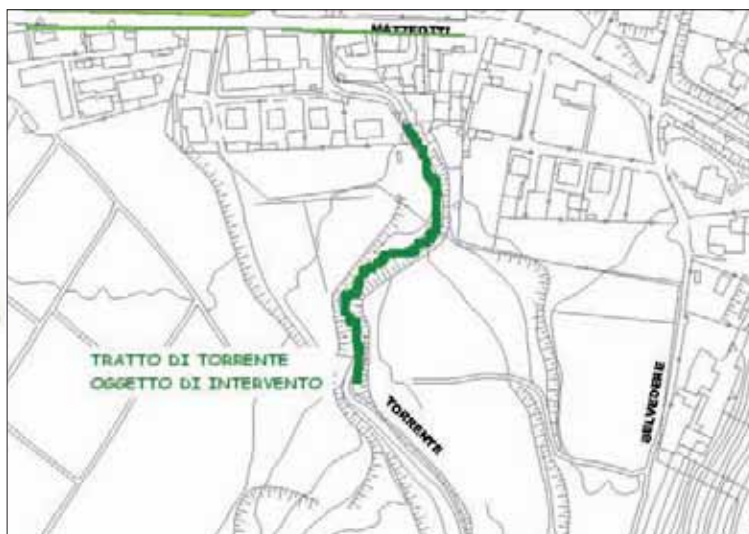 MATTEOTTI
TRATTO DI TORRENTE
OGGETTO DI INTERVENTO
TORRENTE
BELVEDERE